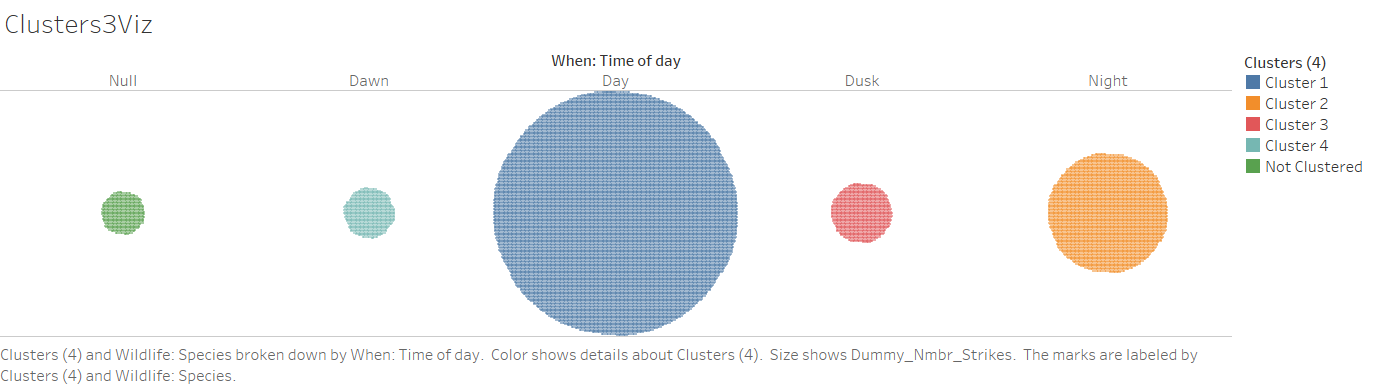 Clusters3Viz
When: Time of day
Null Dawn Day Dusk Night
Clusters (4)
Cluster 1
Cluster 2
Cluster 3
Cluster 4
Not Clustered
Clusters (4) and Wildlife: Species broken down by When: Time of day. Color shows details about Clusters (4). Size shows Dummy_Nmbr_Strikes. The marks are labeled by
Clusters (4) and Wildlife: Species.